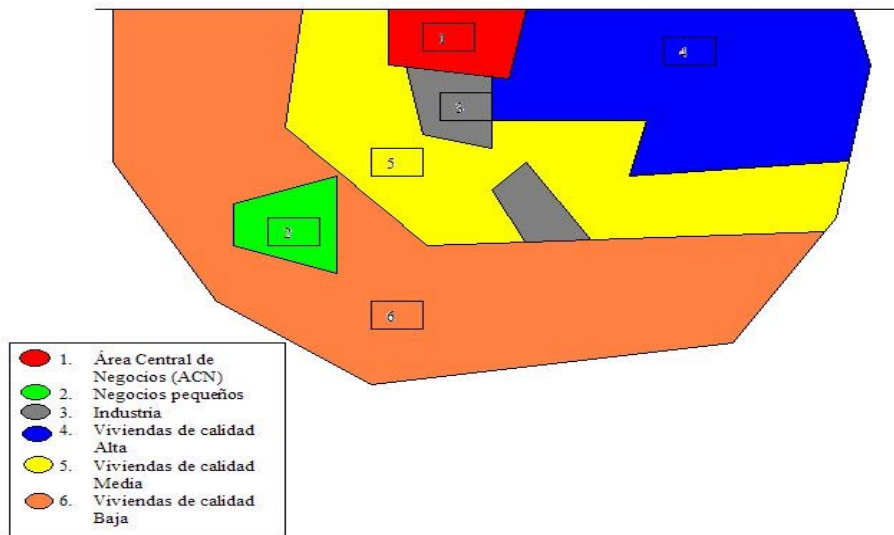 1
4
3
5
2
6
1. Área Central de
Negocios (ACN)
2. Negocios pequeños
3. Industria
4. Viviendas de calidad
Alta
5. Viviendas de calidad
Media
6. Viviendas de calidad
Baja